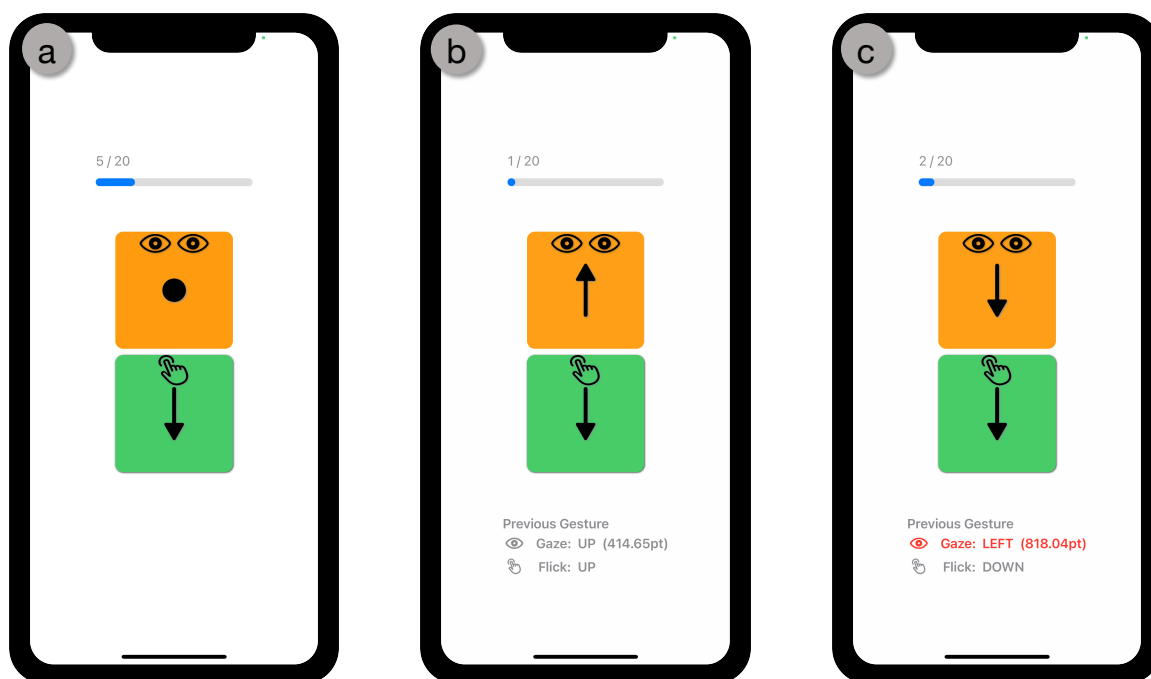 a
5 / 20
b
1 / 20
Previous Gesture
Gaze: UP (414.65pt)
Flick: UP
c
2 / 20
Previous Gesture
Gaze: LEFT (818.04pt)
Flick: DOWN